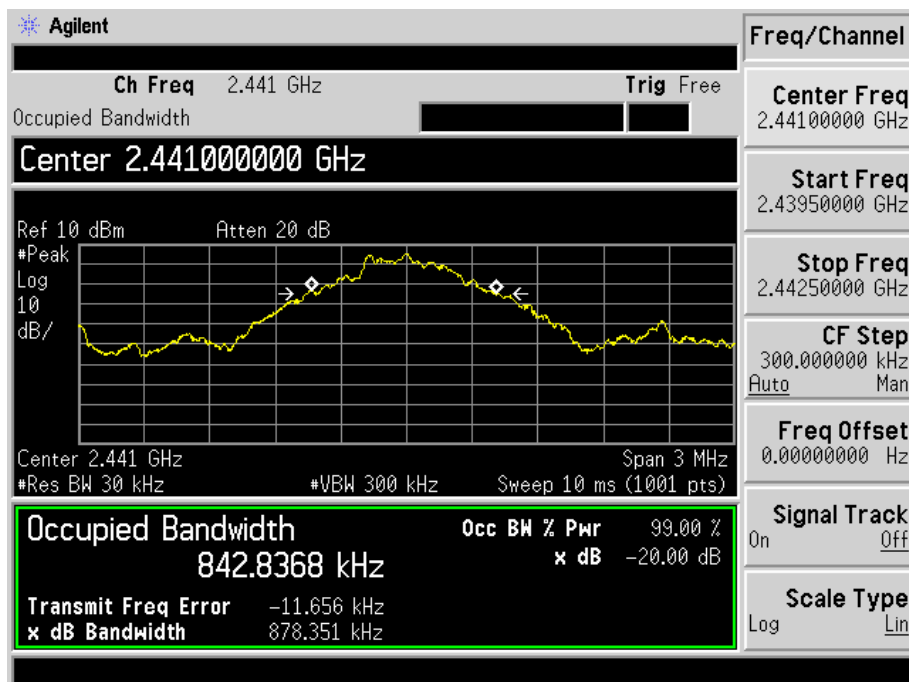 Agilent
Freq/Channel
Ch Freq 2.441 GHz Trig Free
Occupied Bandwidth
Center 2.441000000 GHz
Ref 10 dBm Atten 20 dB
#Peak
Log
10
dB/
Center 2.441 GHz Span 3 MHz
#Res BW 30 kHz #VBW 300 kHz Sweep 10 ms (1001 pts)
Occupied Bandwidth
842.8368 kHz
Occ BW % Pwr 99.00 %
x dB -20.00 dB
Transmit Freq Error -11.656 kHz
x dB Bandwidth 878.351 kHz
Center Freq
2.44100000 GHz
Start Freq
2.43950000 GHz
Stop Freq
2.44250000 GHz
CF Step
300.000000 kHz
Auto Man
Freq Offset
0.00000000 Hz
Signal Track
On Off
Scale Type
Log Lin